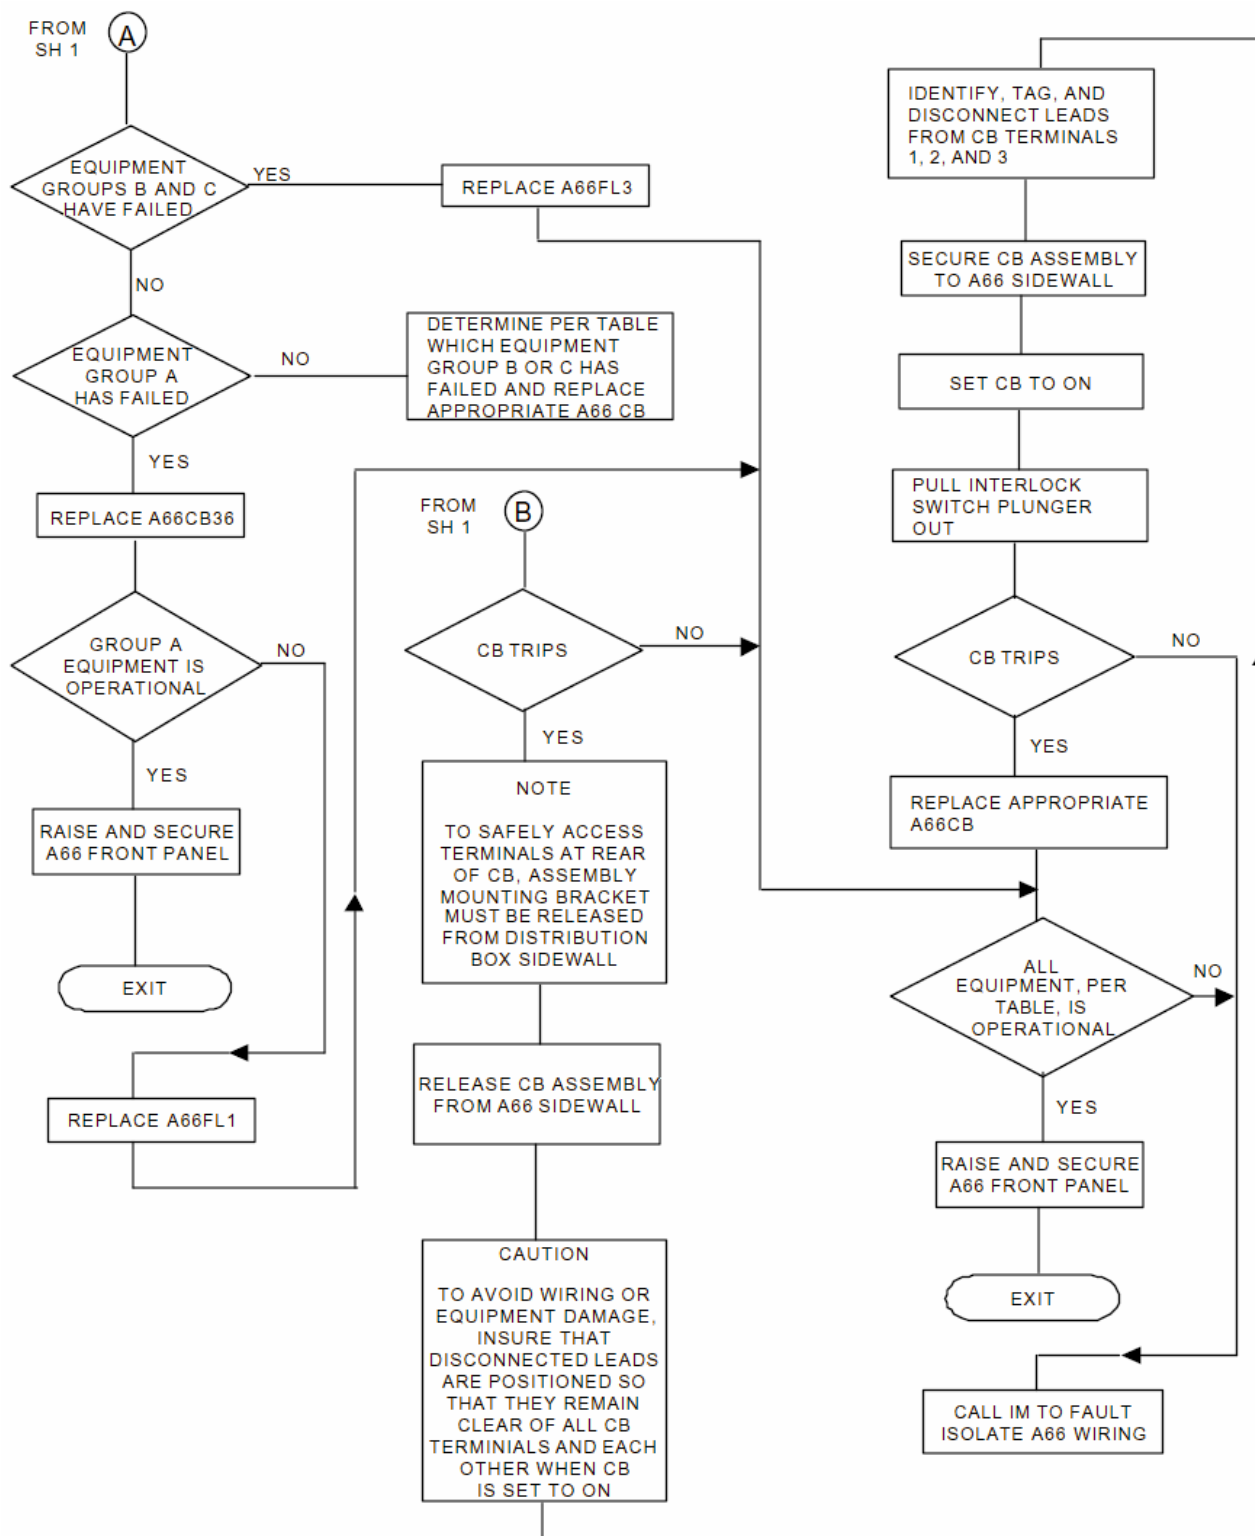 FROM
SH 1
A
EQUIPMENT
GROUPS B AND C
HAVE FAILED
YES
REPLACE A66FL3
NO
EQUIPMENT
GROUP A
HAS FAILED
NO
DETERMINE PER TABLE
WHICH EQUIPMENT
GROUP B OR C HAS
FAILED AND REPLACE
APPROPRIATE A66 CB
YES
REPLACE A66CB36
GROUP A
EQUIPMENT IS
OPERATIONAL
NO
YES
RAISE AND SECURE
A66 FRONT PANEL
EXIT
REPLACE A66FL1
FROM
SH 1
B
CB TRIPS
NO
YES
NOTE
TO SAFELY ACCESS
TERMINALS AT REAR
OF CB, ASSEMBLY
MOUNTING BRACKET
MUST BE RELEASED
FROM DISTRIBUTION
BOX SIDEWALL
RELEASE CB ASSEMBLY
FROM A66 SIDEWALL
CAUTION
TO AVOID WIRING OR
EQUIPMENT DAMAGE,
INSURE THAT
DISCONNECTED LEADS
ARE POSITIONED SO
THAT THEY REMAIN
CLEAR OF ALL CB
TERMINIALS AND EACH
OTHER WHEN CB
IS SET TO ON
IDENTIFY, TAG, AND
DISCONNECT LEADS
FROM CB TERMINALS
1, 2, AND 3
SECURE CB ASSEMBLY
TO A66 SIDEWALL
SET CB TO ON
PULL INTERLOCK
SWITCH PLUNGER
OUT
CB TRIPS
NO
YES
REPLACE APPROPRIATE
A66CB
ALL
EQUIPMENT, PER
TABLE, IS
OPERATIONAL
NO
YES
RAISE AND SECURE
A66 FRONT PANEL
EXIT
CALL IM TO FAULT
ISOLATE A66 WIRING